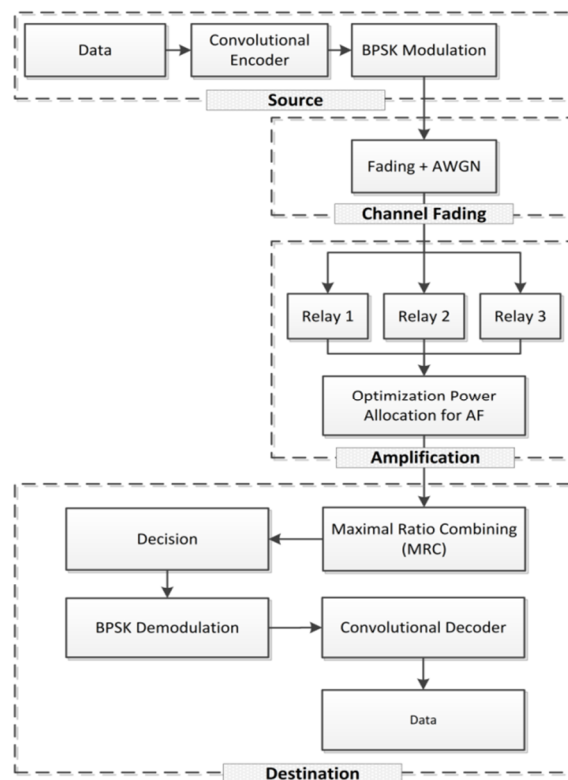 Data
Convolutional
Encoder
BPSK Modulation
Source
Fading + AWGN
Channel Fading
Relay 1
Relay 2
Relay 3
Optimization Power
Allocation for AF
Amplification
Maximal Ratio Combining
(MRC)
Decision
BPSK Demodulation
Convolutional Decoder
Data
Destination